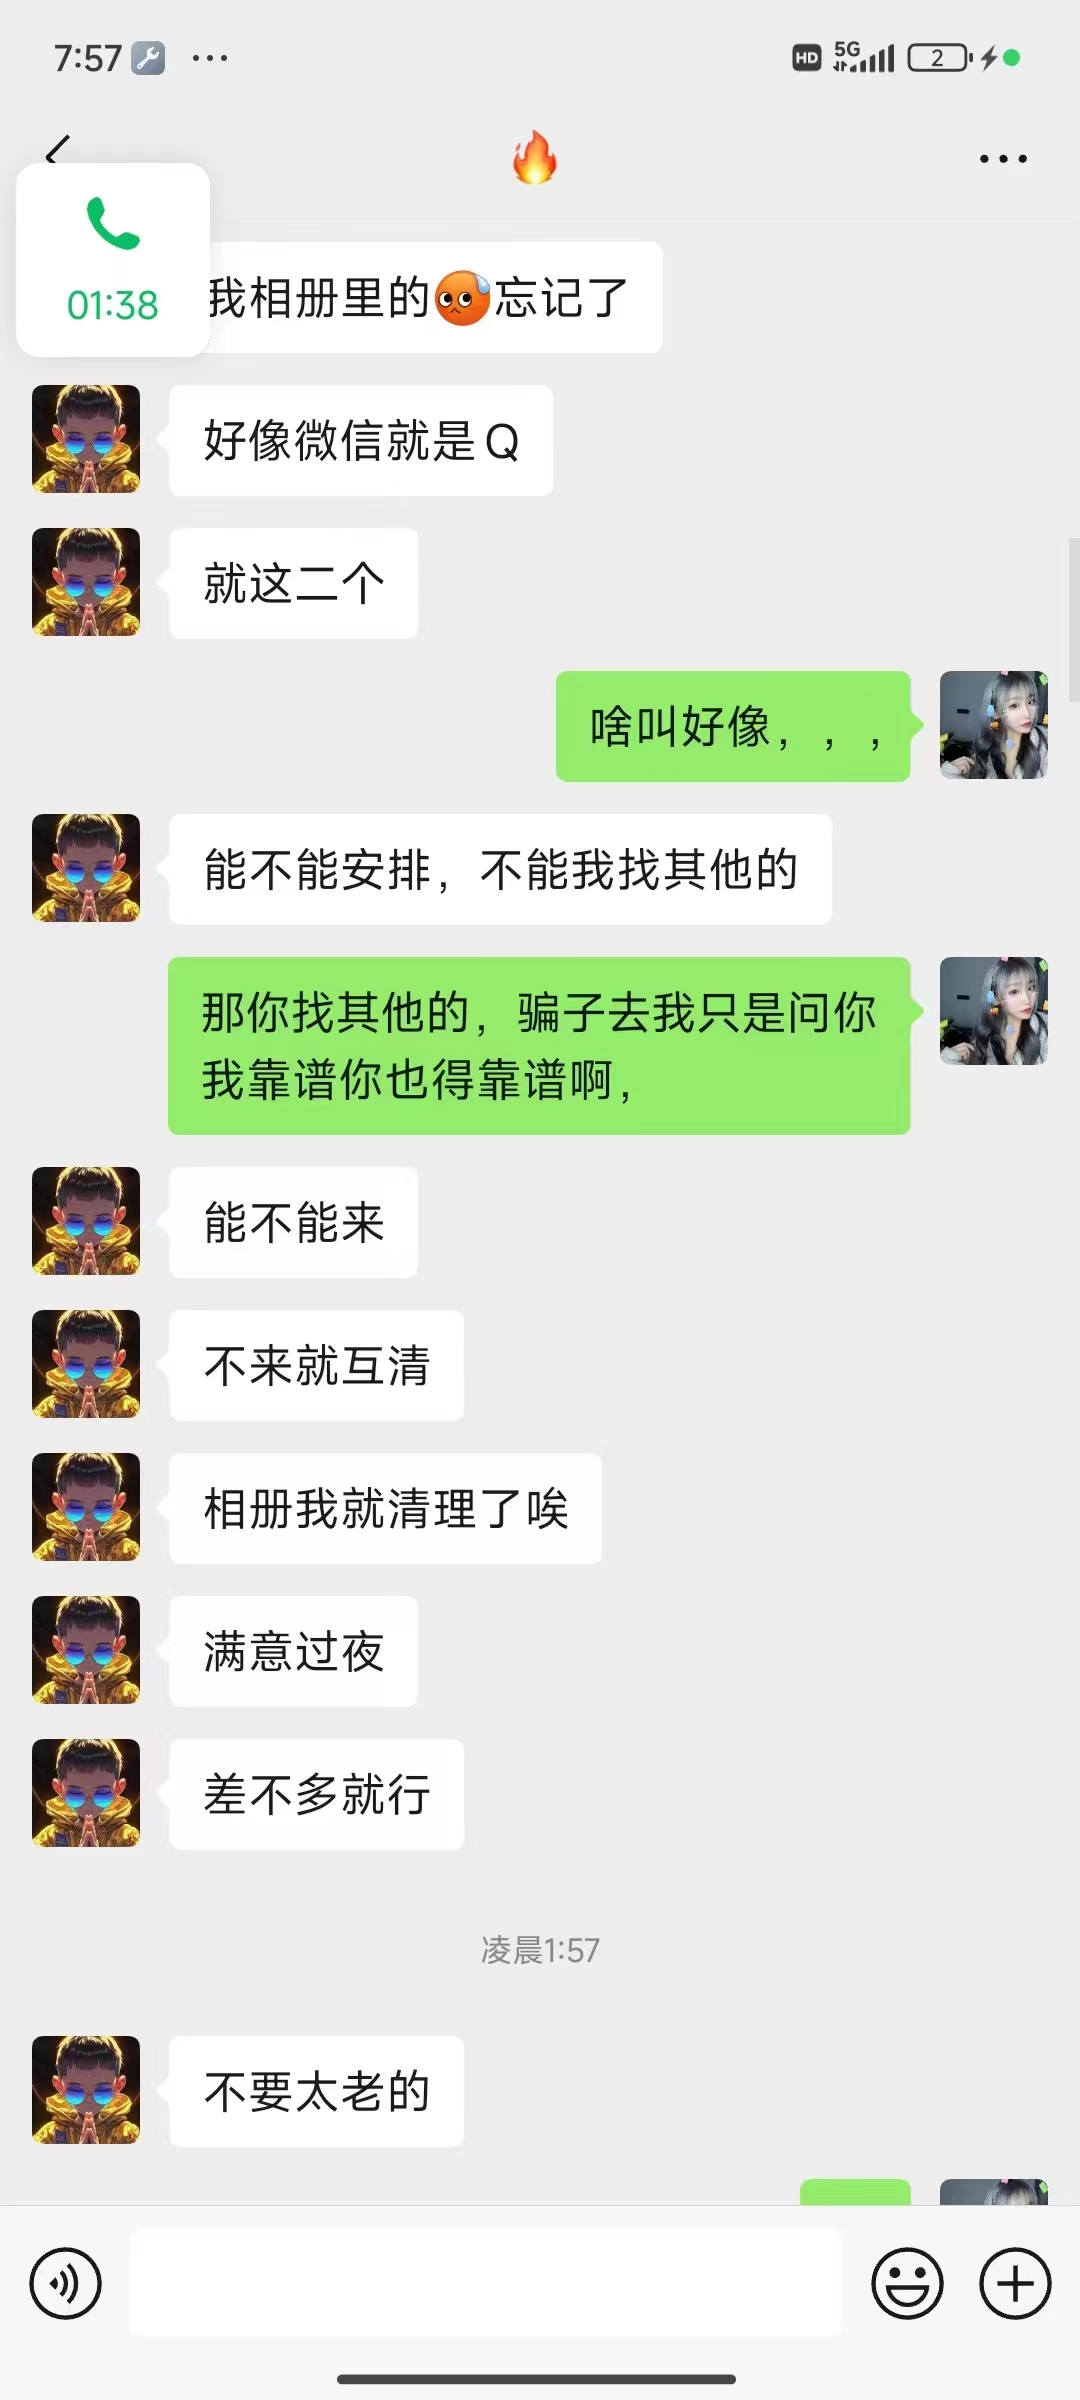 7:57
HD 5G 2
01:38
我相册里的忘记了
好像微信就是Q
就这二个
啥叫好像，，，
能不能安排，不能我找其他的
那你找其他的，骗子去我只是问你
我靠谱你也得靠谱啊，
能不能来
不来就互清
相册我就清理了唉
满意过夜
差不多就行
凌晨1:57
不要太老的